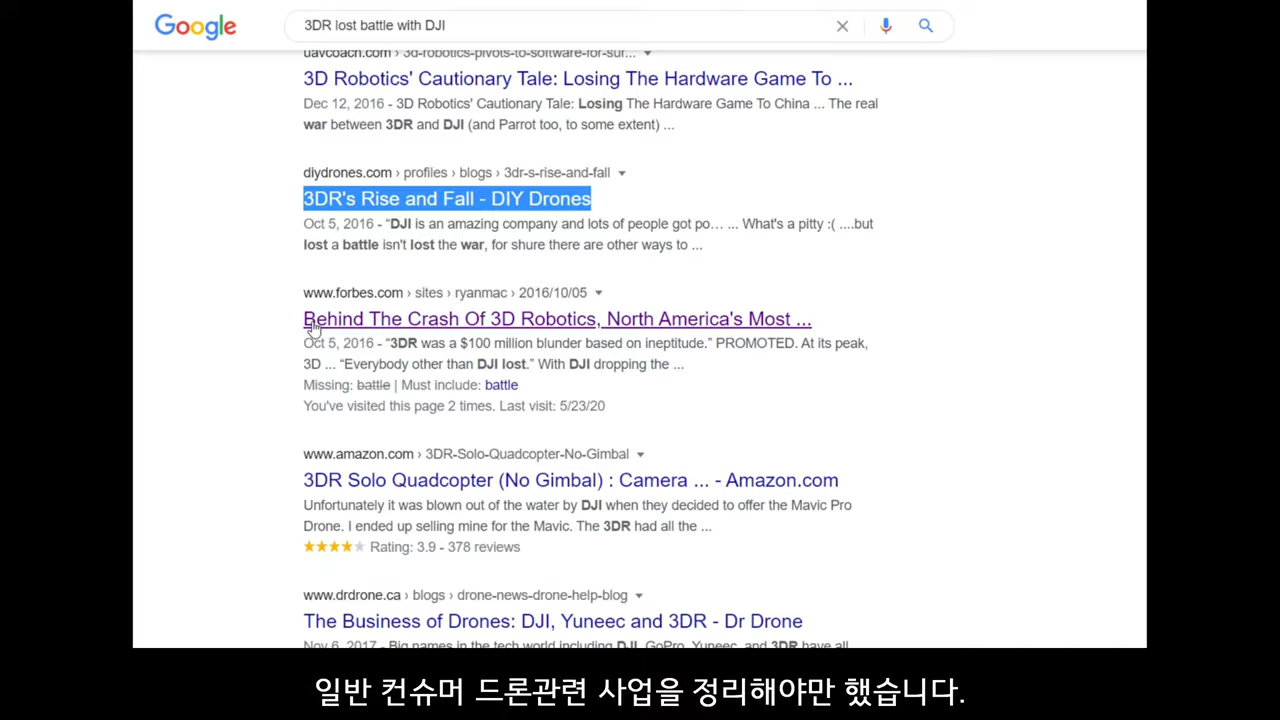 Google
3DR lost battle with DJI
uavcoach.com › 3d-robotics-pivots-to-software-for-sur...
3D Robotics' Cautionary Tale: Losing The Hardware Game To ...
Dec 12, 2016 - 3D Robotics' Cautionary Tale: Losing The Hardware Game To China ... The real
war between 3DR and DJI (and Parrot too, to some extent) ...
diydrones.com › profiles › blogs › 3dr-s-rise-and-fall
3DR's Rise and Fall - DIY Drones
Oct 5, 2016 - “DJI is an amazing company and lots of people got po… ... What's a pitty :( ....but
lost a battle isn't lost the war, for shure there are other ways to ...
www.forbes.com › sites › ryanmac › 2016/10/05
Behind The Crash Of 3D Robotics, North America's Most ...
Oct 5, 2016 - “3DR was a $100 million blunder based on ineptitude.” PROMOTED. At its peak,
3D ... “Everybody other than DJI lost.” With DJI dropping the ...
Missing: battle | Must include: battle
You've visited this page 2 times. Last visit: 5/23/20
www.amazon.com › 3DR-Solo-Quadcopter-No-Gimbal
3DR Solo Quadcopter (No Gimbal) : Camera ... - Amazon.com
Unfortunately it was blown out of the water by DJI when they decided to offer the Mavic Pro
Drone. I ended up selling mine for the Mavic. The 3DR had all the ...
Rating: 3.9 - 378 reviews
www.drdrone.ca › blogs › drone-news-drone-help-blog
The Business of Drones: DJI, Yuneec and 3DR - Dr Drone
Nov 6, 2017 - Big names in the tech world including DJI, GoPro, Yuneec, and 3DR have all
일반 컨슈머 드론관련 사업을 정리해야만 했습니다.